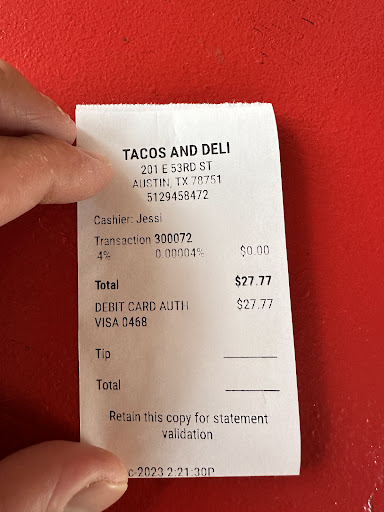 TACOS AND DELI
201 E 53RD ST
AUSTIN, TX 78751
5129458472
Cashier: Jessi
Transaction 300072
4% 0.00004% $0.00
Total $27.77
DEBIT CARD AUTH $27.77
VISA 0468
Tip
Total
Retain this copy for statement
validation
-2023 2:21:30P